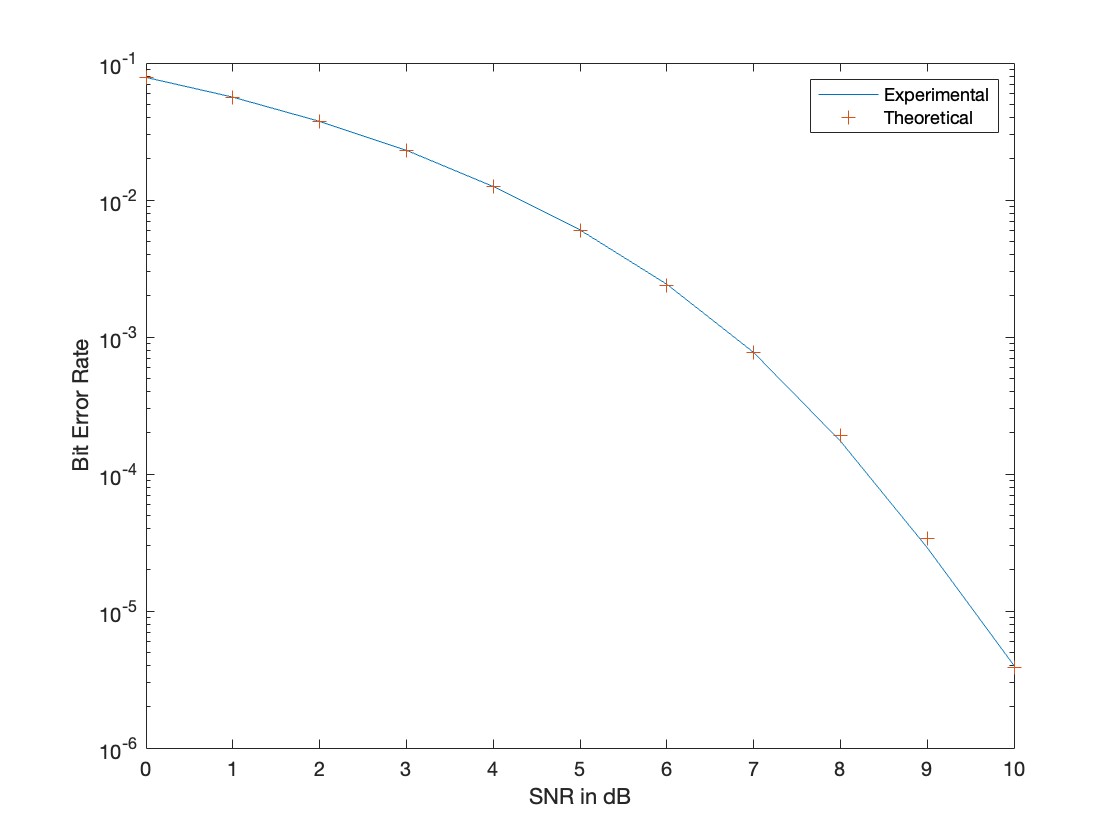 10^-1
10^-2
10^-3
10^-4
10^-5
10^-6
Bit Error Rate
0 1 2 3 4 5 6 7 8 9 10
SNR in dB
Experimental
Theoretical